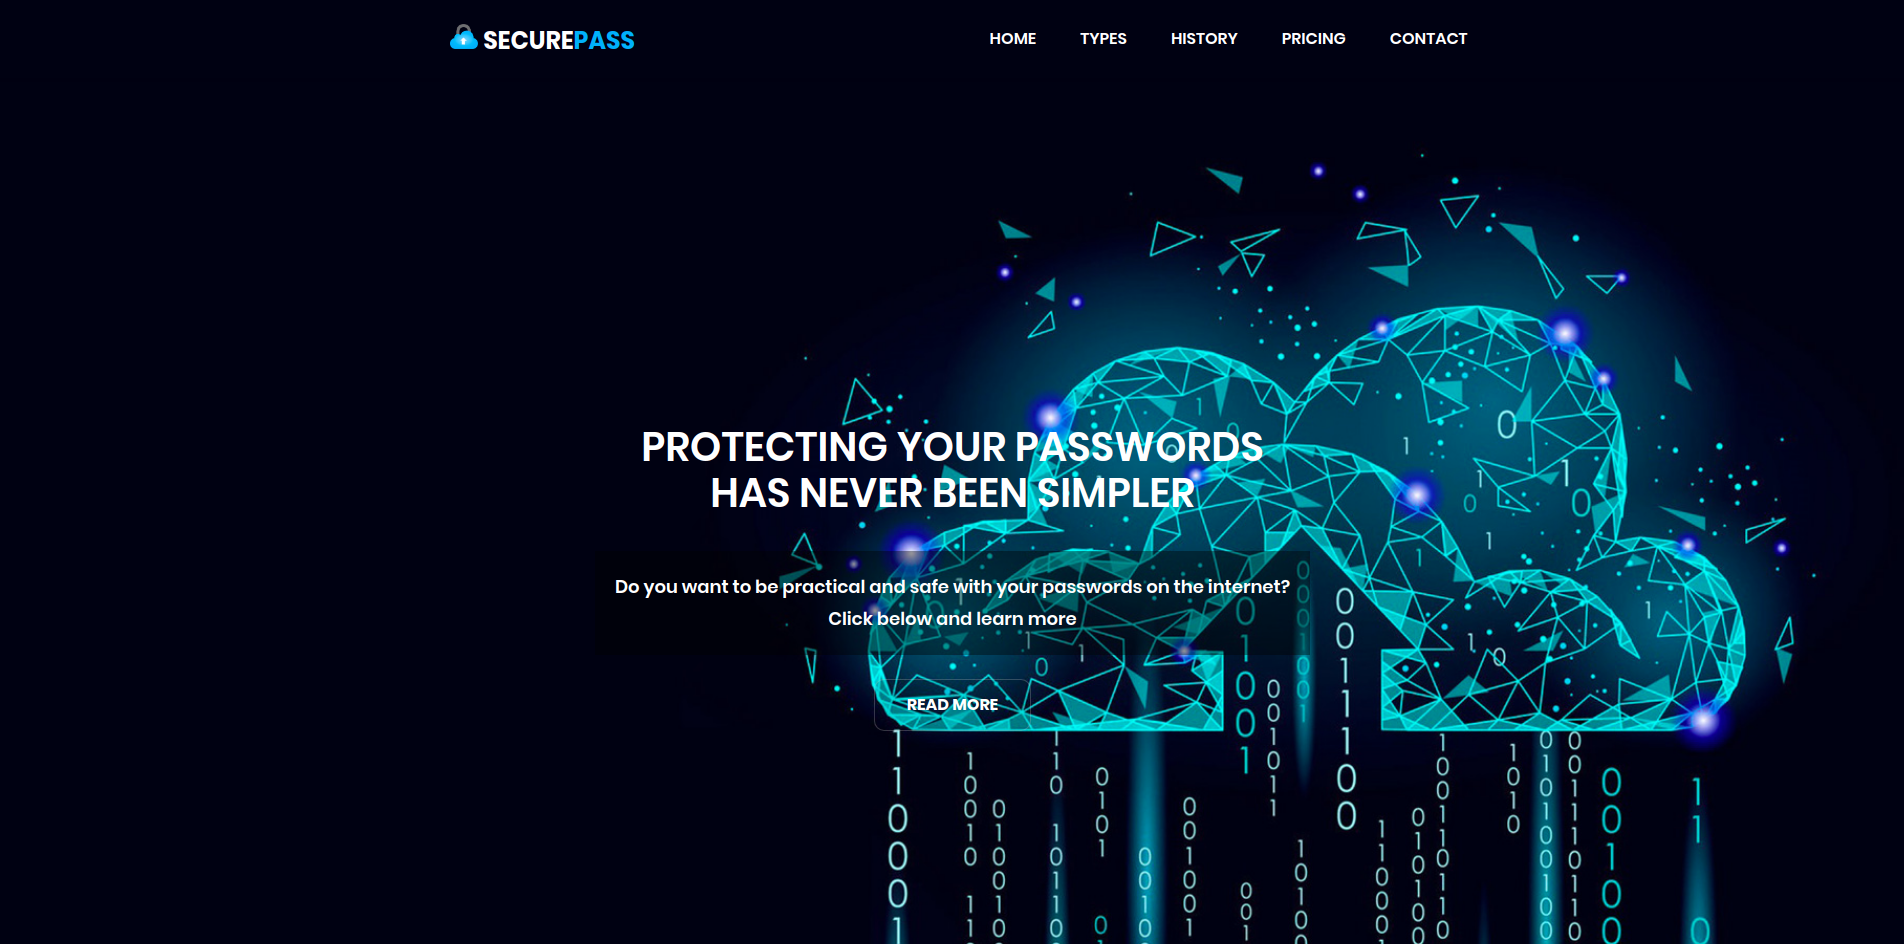 SECUREPASS
HOME TYPES HISTORY PRICING CONTACT
PROTECTING YOUR PASSWORDS
HAS NEVER BEEN SIMPLER
Do you want to be practical and safe with your passwords on the internet?
Click below and learn more
READ MORE